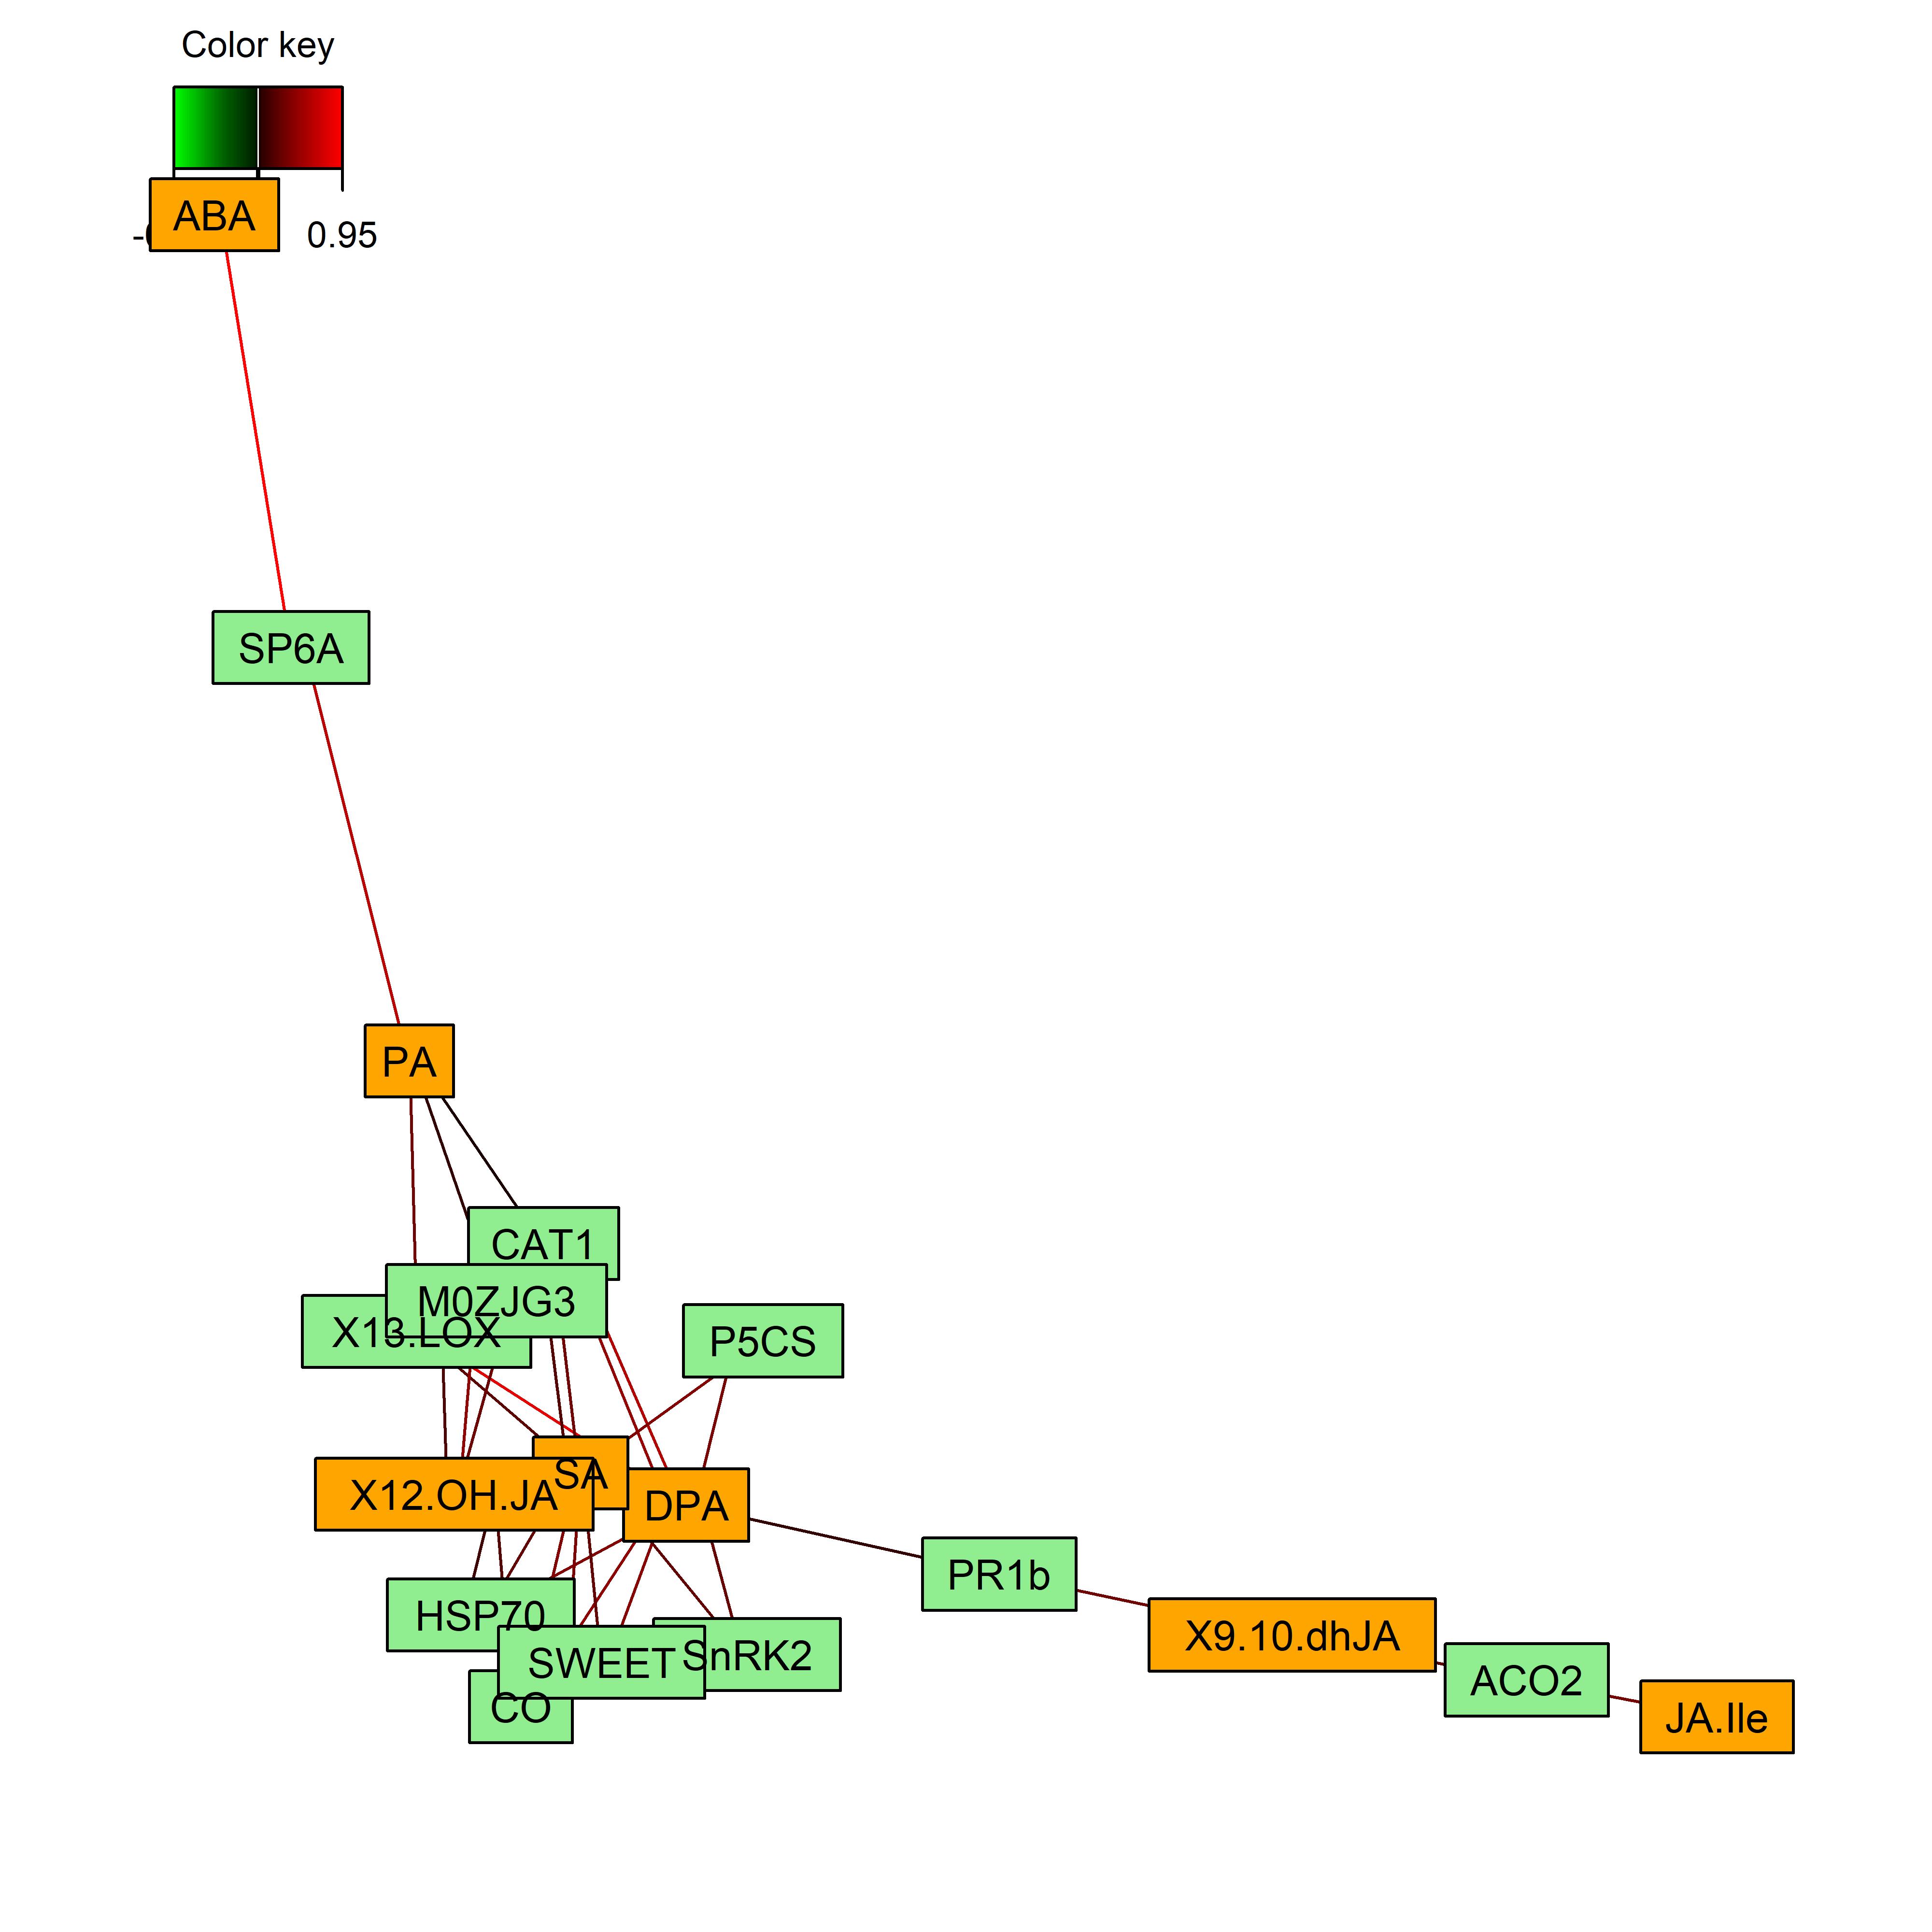 Color key
ABA
0.95
SP6A
PA
CAT1
M0ZJG3
X13.LOX
P5CS
SA
X12.OH.JA
DPA
PR1b
HSP70
X9.10.dhJA
SnRK2
SWEET
ACO2
CO
JA.Ile